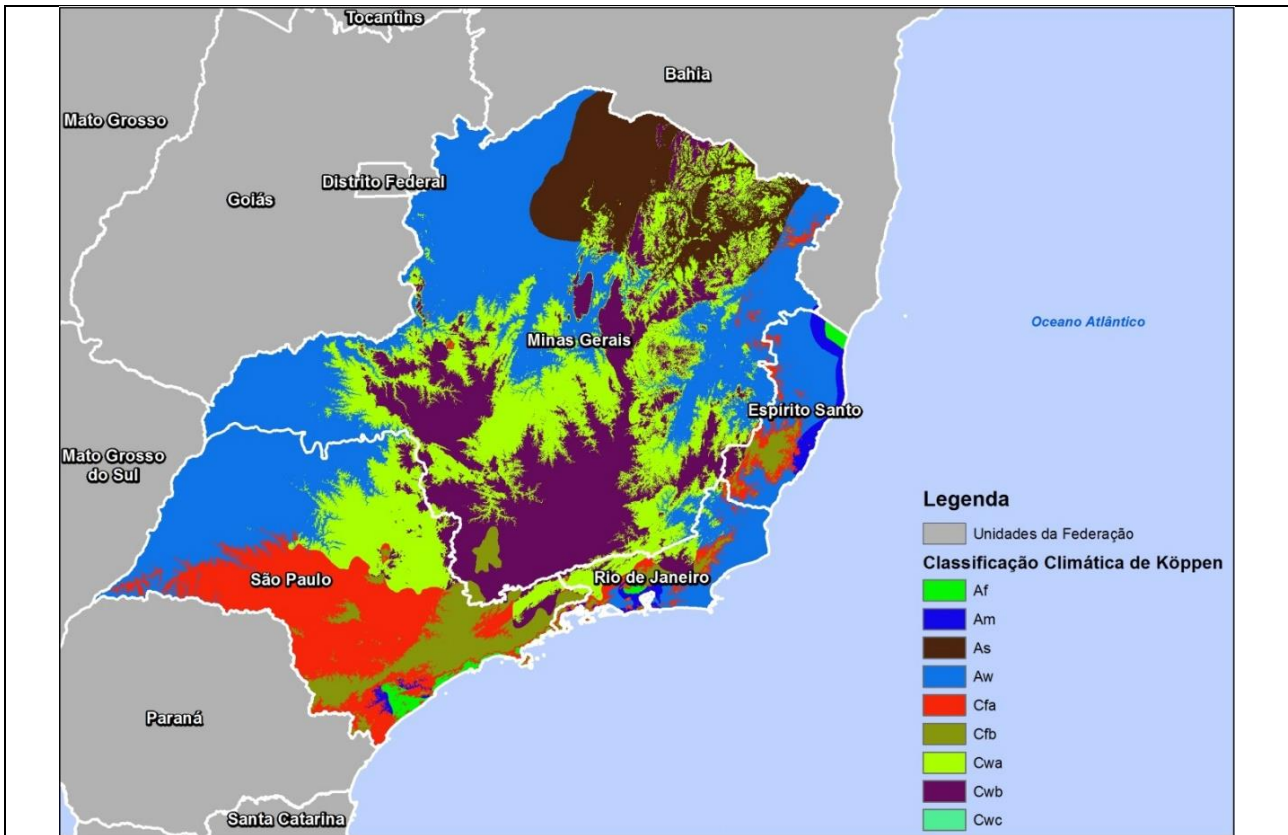 Tocantins
Bahia
Mato Grosso
Distrito Federal
Goiás
Oceano Atlântico
Minas Gerais
Espírito Santo
Mato Grosso
do Sul
São Paulo
Rio de Janeiro
Paraná
Santa Catarina
Legenda
Unidades da Federação
Classificação Climática de Köppen
Af
Am
As
Aw
Cfa
Cfb
Cwa
Cwb
Cwc